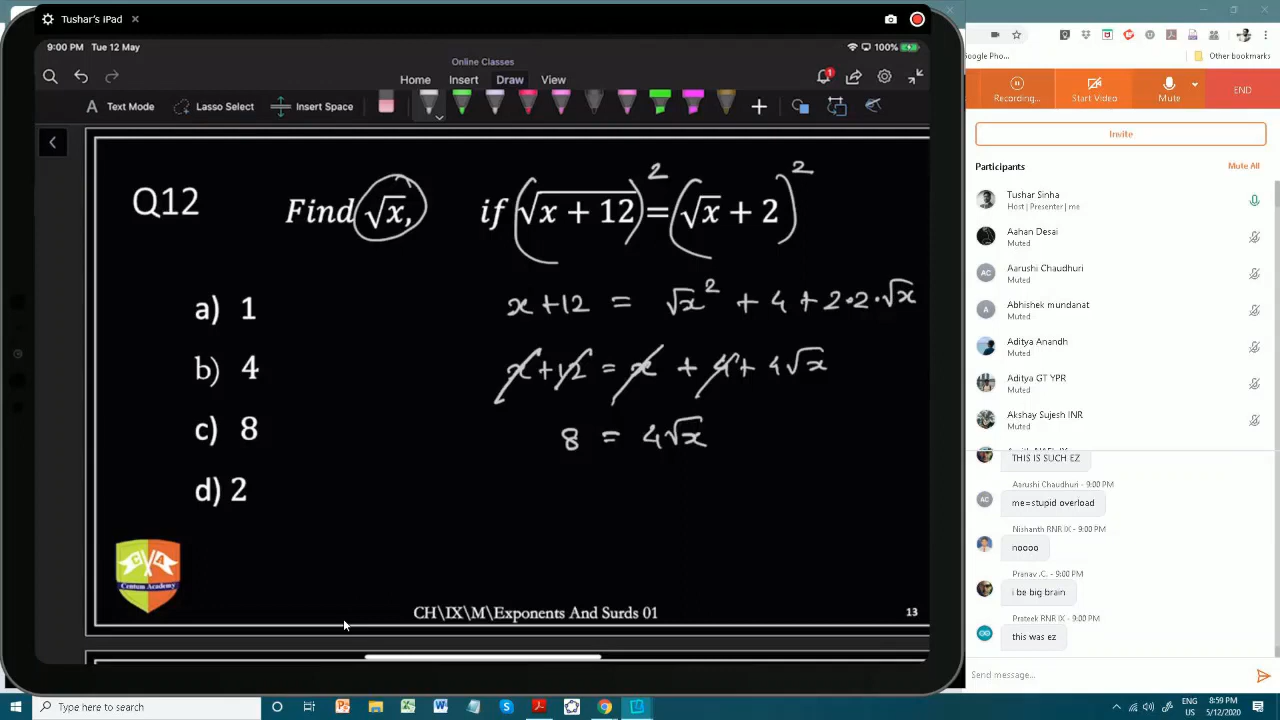 Tushar's iPad ×
9:00 PM Tue 12 May
100%
Online Classes
Home Insert Draw View
1
A Text Mode Lasso Select Insert Space
Q12 Find √x, if (√x + 12)² = (√x + 2)²
a) 1
x + 12 = √x² + 4 + 2·2·√x
b) 4
x + 12 = x + 4 + 4√x
c) 8
8 = 4√x
d) 2
Centum Academy
CH\IX\M\Exponents And Surds 01
13
Google Pho...
Other bookmarks
Recording... Start Video Mute END
Invite
Participants Mute All
Tushar Sinha
Host | Presenter | me
Aahan Desai
Muted
AC Aarushi Chaudhuri
Muted
A Abhishek mundanat
Muted
Aditya Anandh
Muted
Aditya GT YPR
Muted
Akshay Sujesh INR
Muted
THIS IS SUCH EZ
Aarushi Chaudhuri - 9:00 PM
AC me=stupid overload
Nishanth RNR IX - 9:00 PM
noooo
Pranav .C. - 9:00 PM
i be big brain
Prateek RNR IX - 9:00 PM
this was ez
Send message...
Type here to search
ENG
US
8:59 PM
5/12/2020